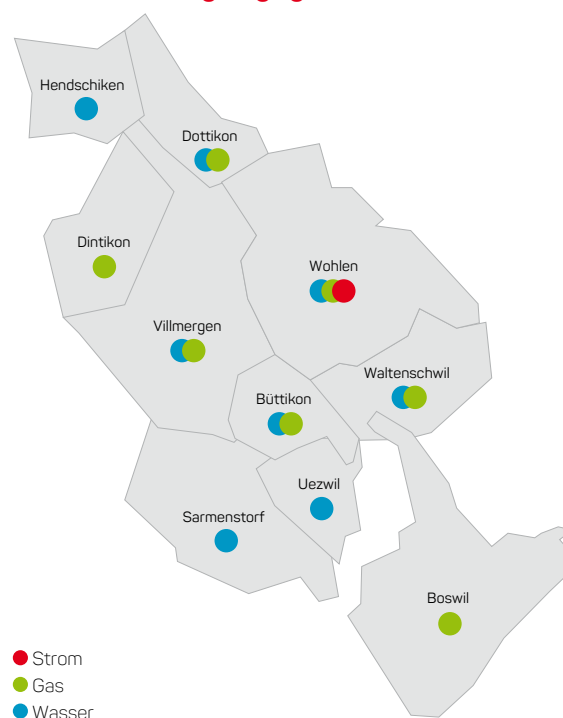 Hendschiken
Dottikon
Dintikon
Wohlen
Villmergen
Waltenschwil
Büttikon
Uezwil
Sarmenstorf
Boswil
Strom
Gas
Wasser